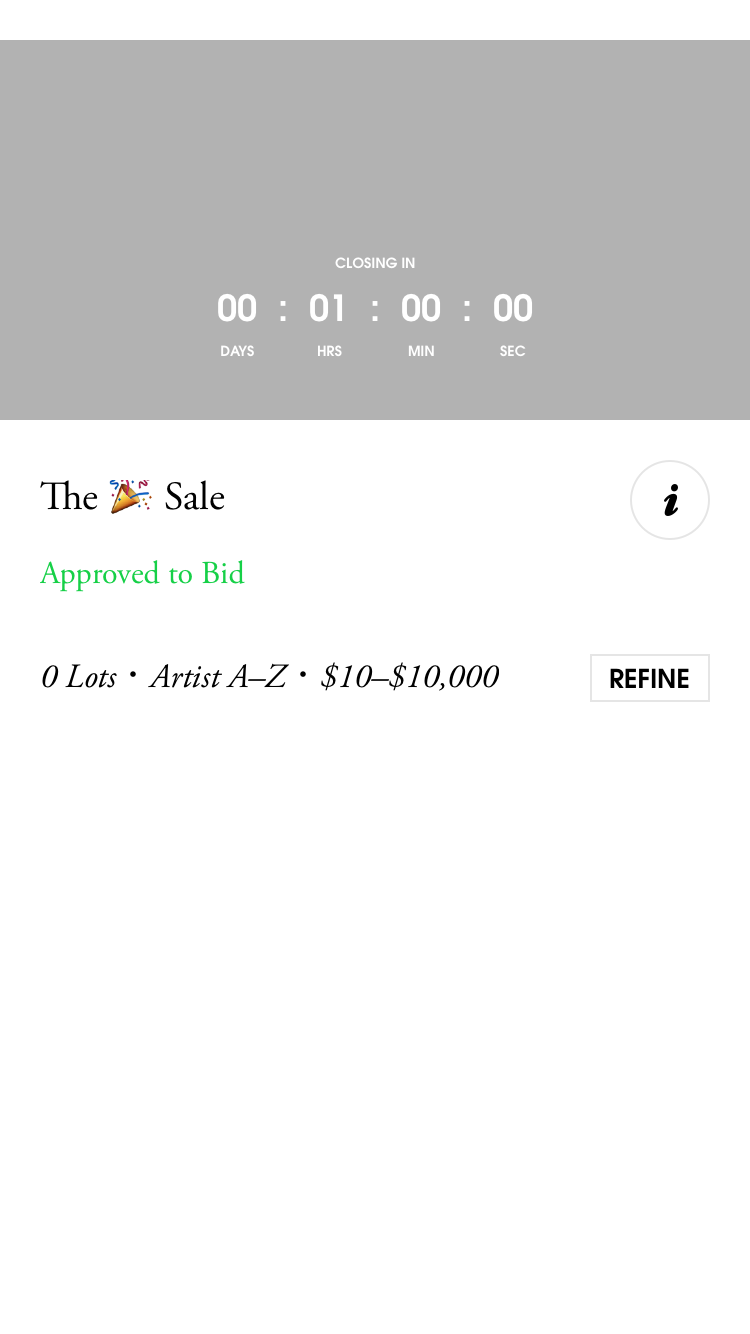 CLOSING IN
00 : 01 : 00 : 00
DAYS HRS MIN SEC
The 🎉 Sale
i
Approved to Bid
0 Lots • Artist A–Z • $10–$10,000
REFINE